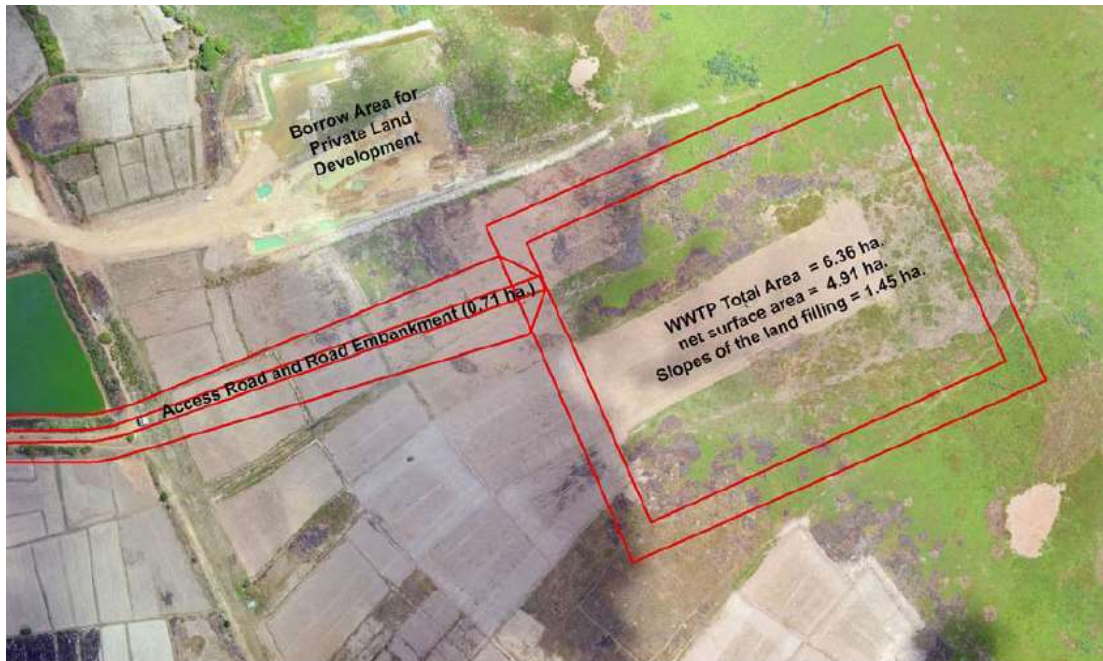 Borrow Area for
Private Land
Development
WWTP Total Area = 6.36 ha.
net surface area = 4.91 ha.
Slopes of the land filling = 1.45 ha.
Access Road and Road Embankment (0.71 ha.)